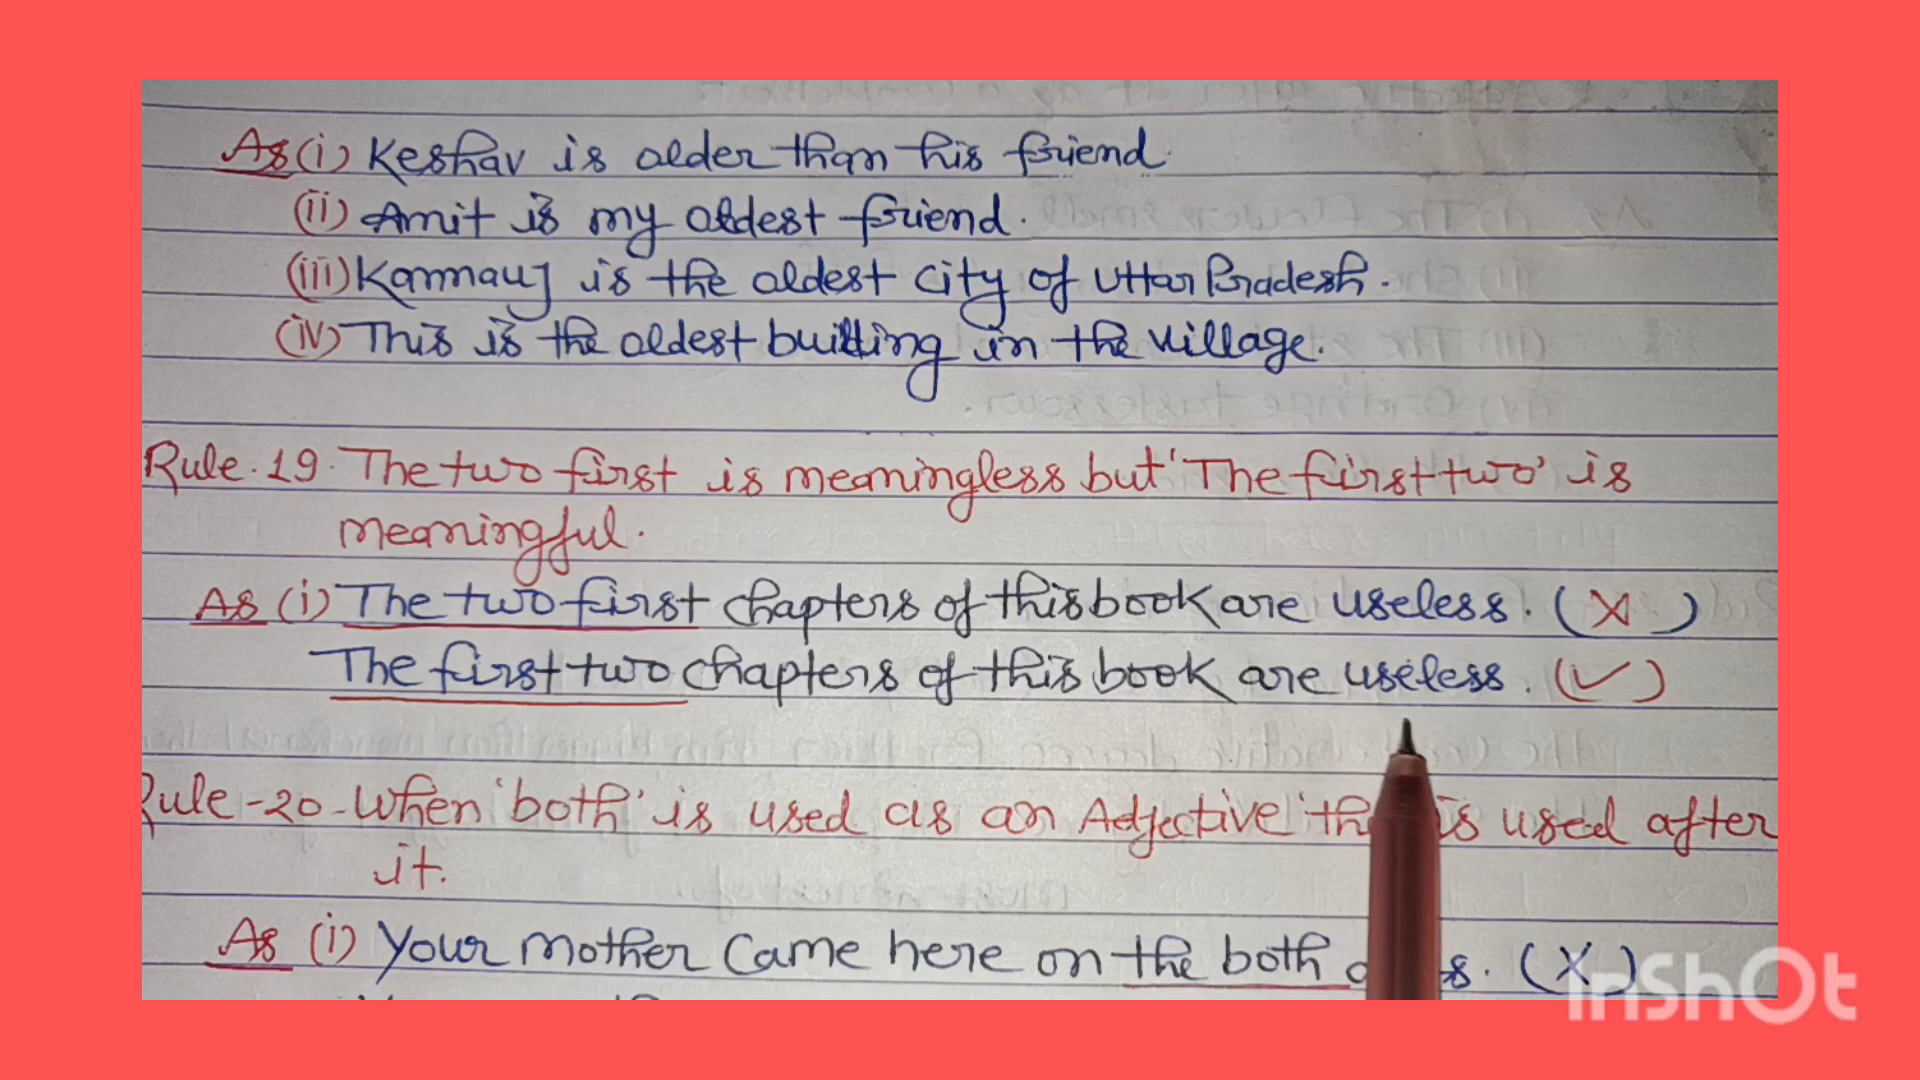 As (i) Keshav is older than his friend.
(ii) Amit is my oldest friend.
(iii) Kannauj is the oldest city of Uttar Pradesh.
(iv) This is the oldest building in the village.
Rule. 19. The two first is meaningless but 'The first two' is
meaningful.
As (i) The two first chapters of this book are useless. (X)
The first two chapters of this book are useless. (✓)
Rule - 20 - When 'both' is used as an Adjective 'the is used after
it.
As (i) Your mother came here on the both (X)
InShOt